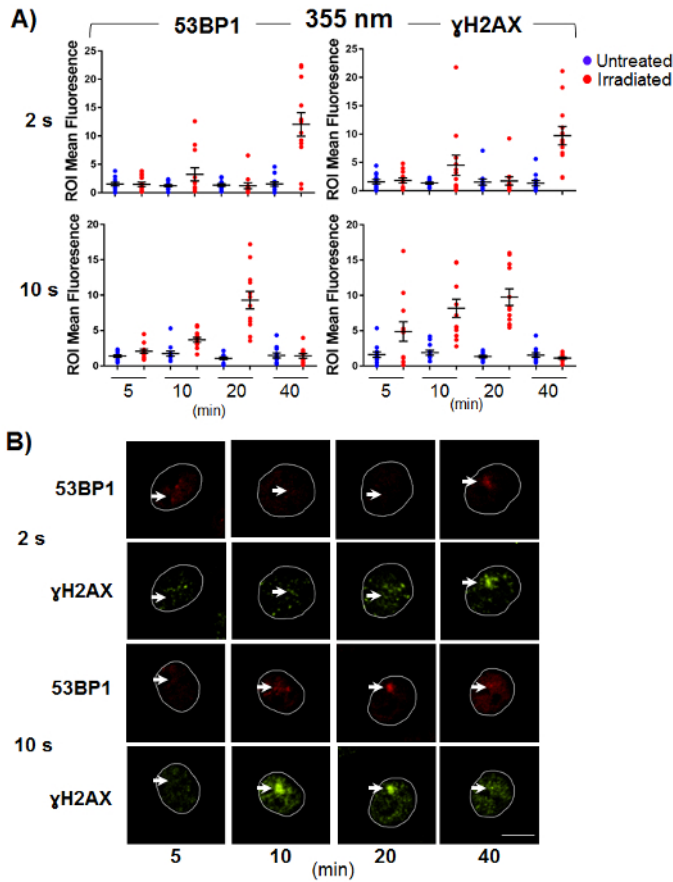 A)
355 nm
53BP1
ɣH2AX
Untreated
Irradiated
2 s
ROI Mean Fluoresence
25
20
15
10
5
0
ROI Mean Fluoresence
25
20
15
10
5
0
10 s
ROI Mean Fluoresence
20
15
10
5
0
ROI Mean Fluoresence
20
15
10
5
0
5 10 20 40
(min)
5 10 20 40
(min)
B)
2 s
53BP1
ɣH2AX
10 s
53BP1
ɣH2AX
5 10 20 40
(min)